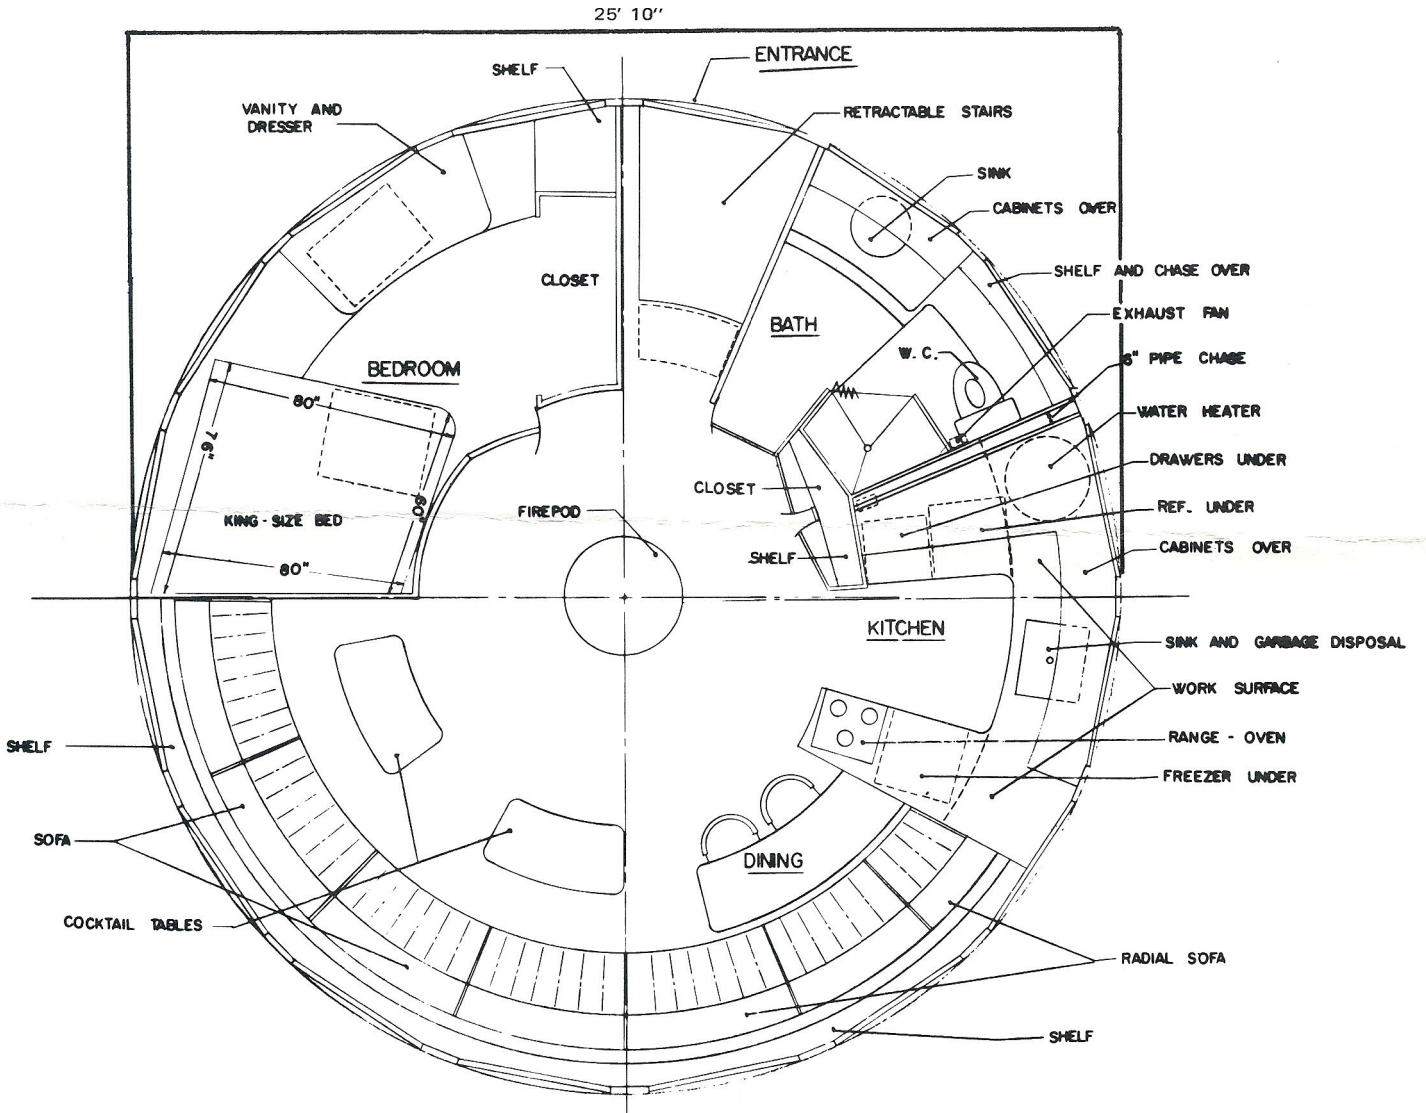 25' 10''
ENTRANCE
SHELF
VANITY AND
DRESSER
RETRACTABLE STAIRS
SINK
CABINETS OVER
SHELF AND CHASE OVER
CLOSET
EXHAUST FAN
BATH
W. C.
6" PIPE CHASE
BEDROOM
80"
WATER HEATER
76"
DRAWERS UNDER
CLOSET
60"
REF. UNDER
FIREPOD
KING-SIZE BED
CABINETS OVER
SHELF
80"
KITCHEN
SINK AND GARBAGE DISPOSAL
WORK SURFACE
SHELF
RANGE - OVEN
FREEZER UNDER
SOFA
DINING
COCKTAIL TABLES
RADIAL SOFA
SHELF